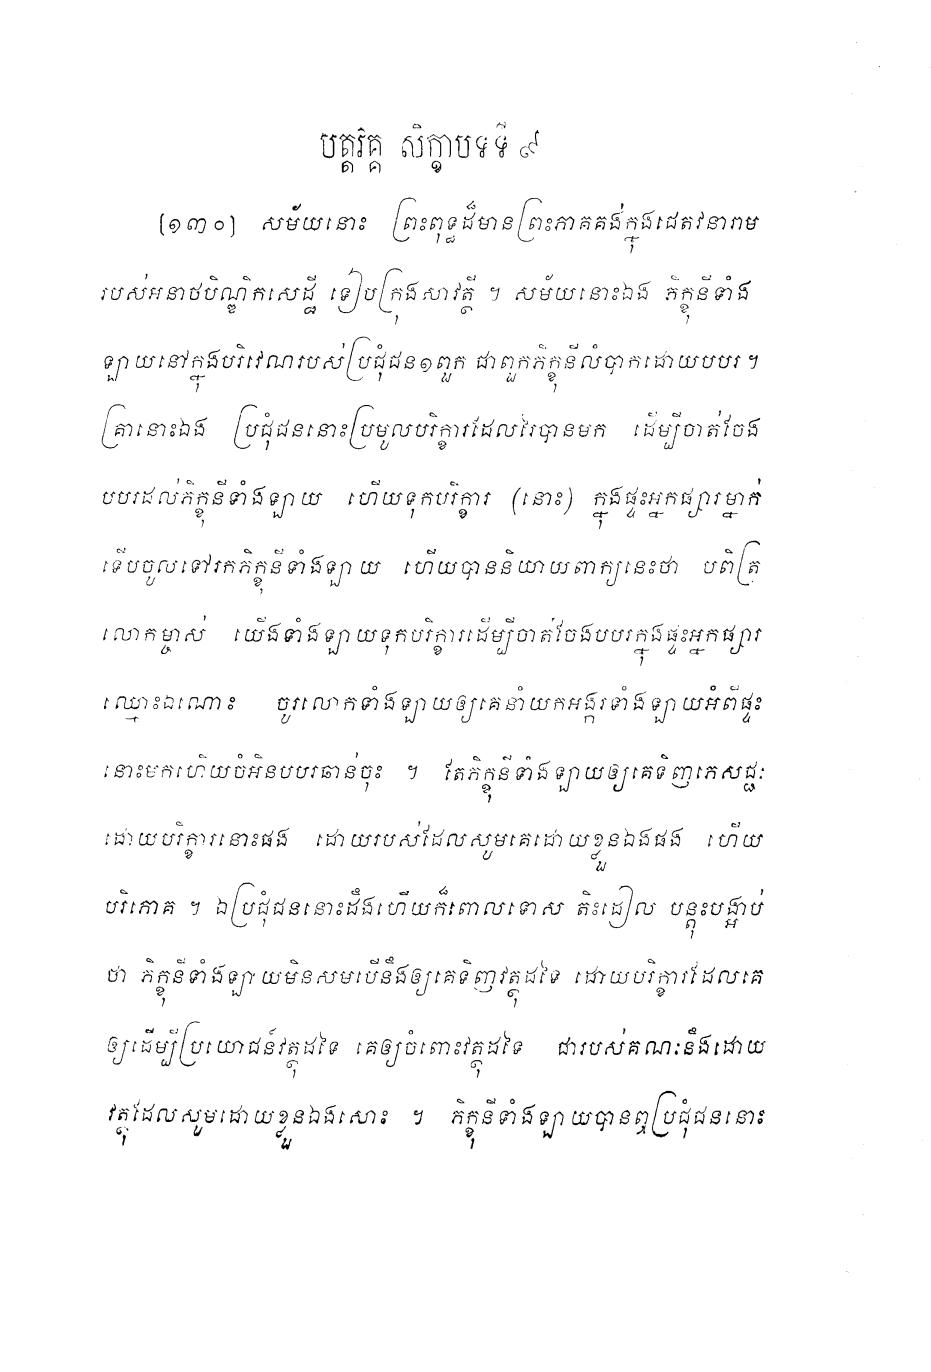 បត្តវគ្គ សិក្ខាបទទី ៩
[១៣០] សម័យនោះ ព្រះពុទ្ធដ៏មានព្រះភាគគង់ក្នុងជេតវនារាម
របស់អនាថបិណ្ឌិកសេដ្ឋី ទៀបក្រុងសាវត្ថី ។ សម័យនោះឯង ភិក្ខុនីទាំង
ឡាយនៅក្នុងបរិវេណរបស់ប្រជុំជន១ពួក ជាពួកភិក្ខុនីលំបាកដោយបបរ ។
គ្រានោះឯង ប្រជុំជននោះប្រមូលបរិក្ខារដែលរៃបានមក ដើម្បីចាត់ចែង
បបរដល់ភិក្ខុនីទាំងឡាយ ហើយទុកបរិក្ខារ (នោះ) ក្នុងផ្ទះអ្នកផ្សារម្នាក់
ទើបចូលទៅរកភិក្ខុនីទាំងឡាយ ហើយបាននិយាយពាក្យនេះថា បពិត្រ
លោកម្ចាស់ យើងទាំងឡាយទុកបរិក្ខារដើម្បីចាត់ចែងបបរក្នុងផ្ទះអ្នកផ្សារ
ឈ្មោះឯណោះ ចូរលោកទាំងឡាយឲ្យគេនាំយកអង្ករទាំងឡាយអំពីផ្ទះ
នោះមកហើយចំអិនបបរឆាន់ចុះ ។ តែភិក្ខុនីទាំងឡាយឲ្យគេទិញភេសជ្ជៈ
ដោយបរិក្ខារនោះផង ដោយរបស់ដែលសូមគេដោយខ្លួនឯងផង ហើយ
បរិភោគ ។ ឯប្រជុំជននោះដឹងហើយក៏ពោលទោស តិះដៀល បន្តុះបង្អាប់
ថា ភិក្ខុនីទាំងឡាយមិនសមបើនឹងឲ្យគេទិញវត្ថុដទៃ ដោយបរិក្ខារដែលគេ
ឲ្យដើម្បីប្រយោជន៍វត្ថុដទៃ គេឲ្យចំពោះវត្ថុដទៃ ជារបស់គណៈនឹងដោយ
វត្ថុដែលសូមដោយខ្លួនឯងសោះ ។ ភិក្ខុនីទាំងឡាយបានឮប្រជុំជននោះ